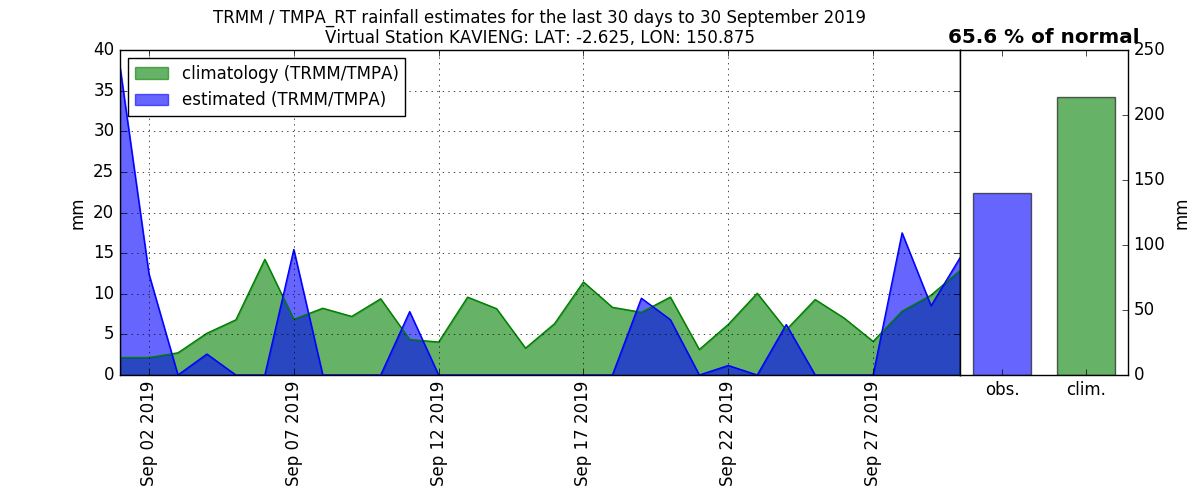 TRMM / TMPA_RT rainfall estimates for the last 30 days to 30 September 2019
Virtual Station KAVIENG: LAT: -2.625, LON: 150.875
65.6 % of normal
climatology (TRMM/TMPA)
estimated (TRMM/TMPA)
40
35
30
25
20
15
10
5
0
mm
Sep 02 2019
Sep 07 2019
Sep 12 2019
Sep 17 2019
Sep 22 2019
Sep 27 2019
obs.
clim.
250
200
150
100
50
0
mm